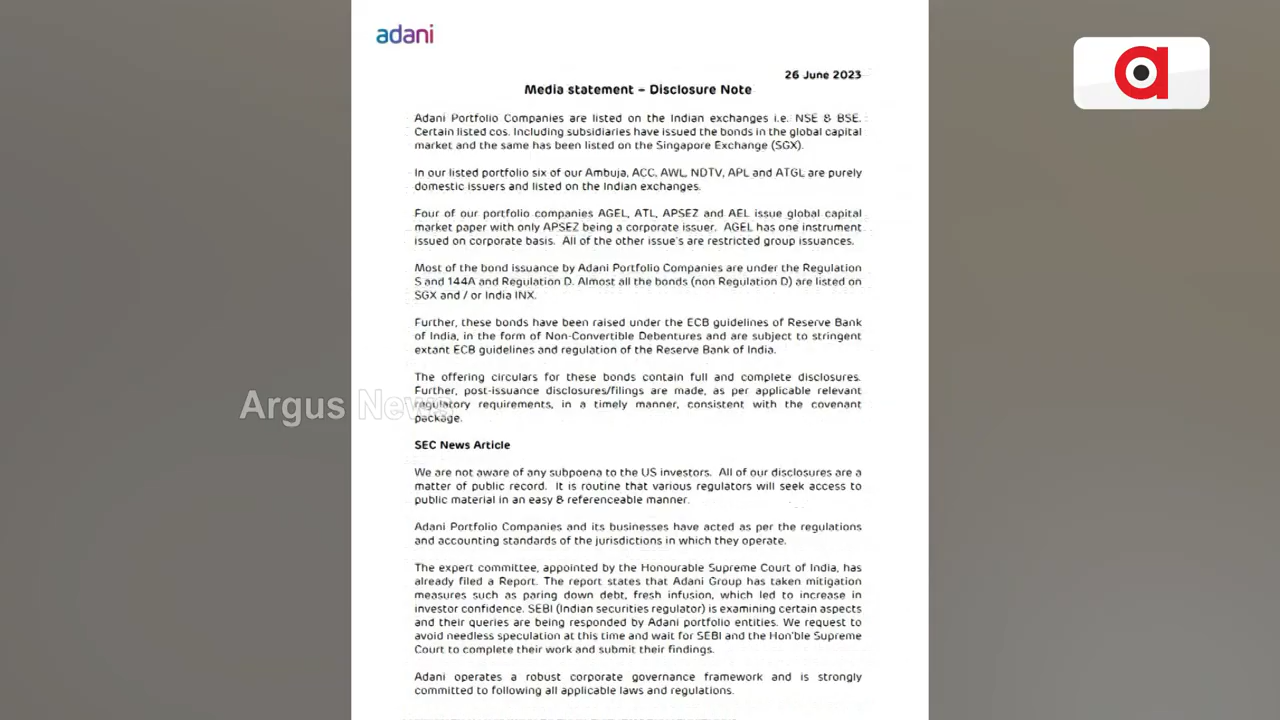 adani
a
26 June 2023
Media statement – Disclosure Note
Adani Portfolio Companies are listed on the Indian exchanges i.e. NSE & BSE.
Certain listed cos. Including subsidiaries have issued the bonds in the global capital
market and the same has been listed on the Singapore Exchange (SGX).
In our listed portfolio six of our Ambuja, ACC, AWL, NDTV, APL and ATGL are purely
domestic issuers and listed on the Indian exchanges.
Four of our portfolio companies AGEL, ATL, APSEZ and AEL issue global capital
market paper with only APSEZ being a corporate issuer. AGEL has one instrument
issued on corporate basis. All of the other issue's are restricted group issuances.
Most of the bond issuance by Adani Portfolio Companies are under the Regulation
S and 144A and Regulation D. Almost all the bonds (non Regulation D) are listed on
SGX and / or India INX.
Further, these bonds have been raised under the ECB guidelines of Reserve Bank
of India, in the form of Non-Convertible Debentures and are subject to stringent
extant ECB guidelines and regulation of the Reserve Bank of India.
The offering circulars for these bonds contain full and complete disclosures.
Further, post-issuance disclosures/filings are made, as per applicable relevant
regulatory requirements, in a timely manner, consistent with the covenant
package.
Argus News
SEC News Article
We are not aware of any subpoena to the US investors. All of our disclosures are a
matter of public record. It is routine that various regulators will seek access to
public material in an easy & referenceable manner.
Adani Portfolio Companies and its businesses have acted as per the regulations
and accounting standards of the jurisdictions in which they operate.
The expert committee, appointed by the Honourable Supreme Court of India, has
already filed a Report. The report states that Adani Group has taken mitigation
measures such as paring down debt, fresh infusion, which led to increase in
investor confidence. SEBI (Indian securities regulator) is examining certain aspects
and their queries are being responded by Adani portfolio entities. We request to
avoid needless speculation at this time and wait for SEBI and the Hon'ble Supreme
Court to complete their work and submit their findings.
Adani operates a robust corporate governance framework and is strongly
committed to following all applicable laws and regulations.